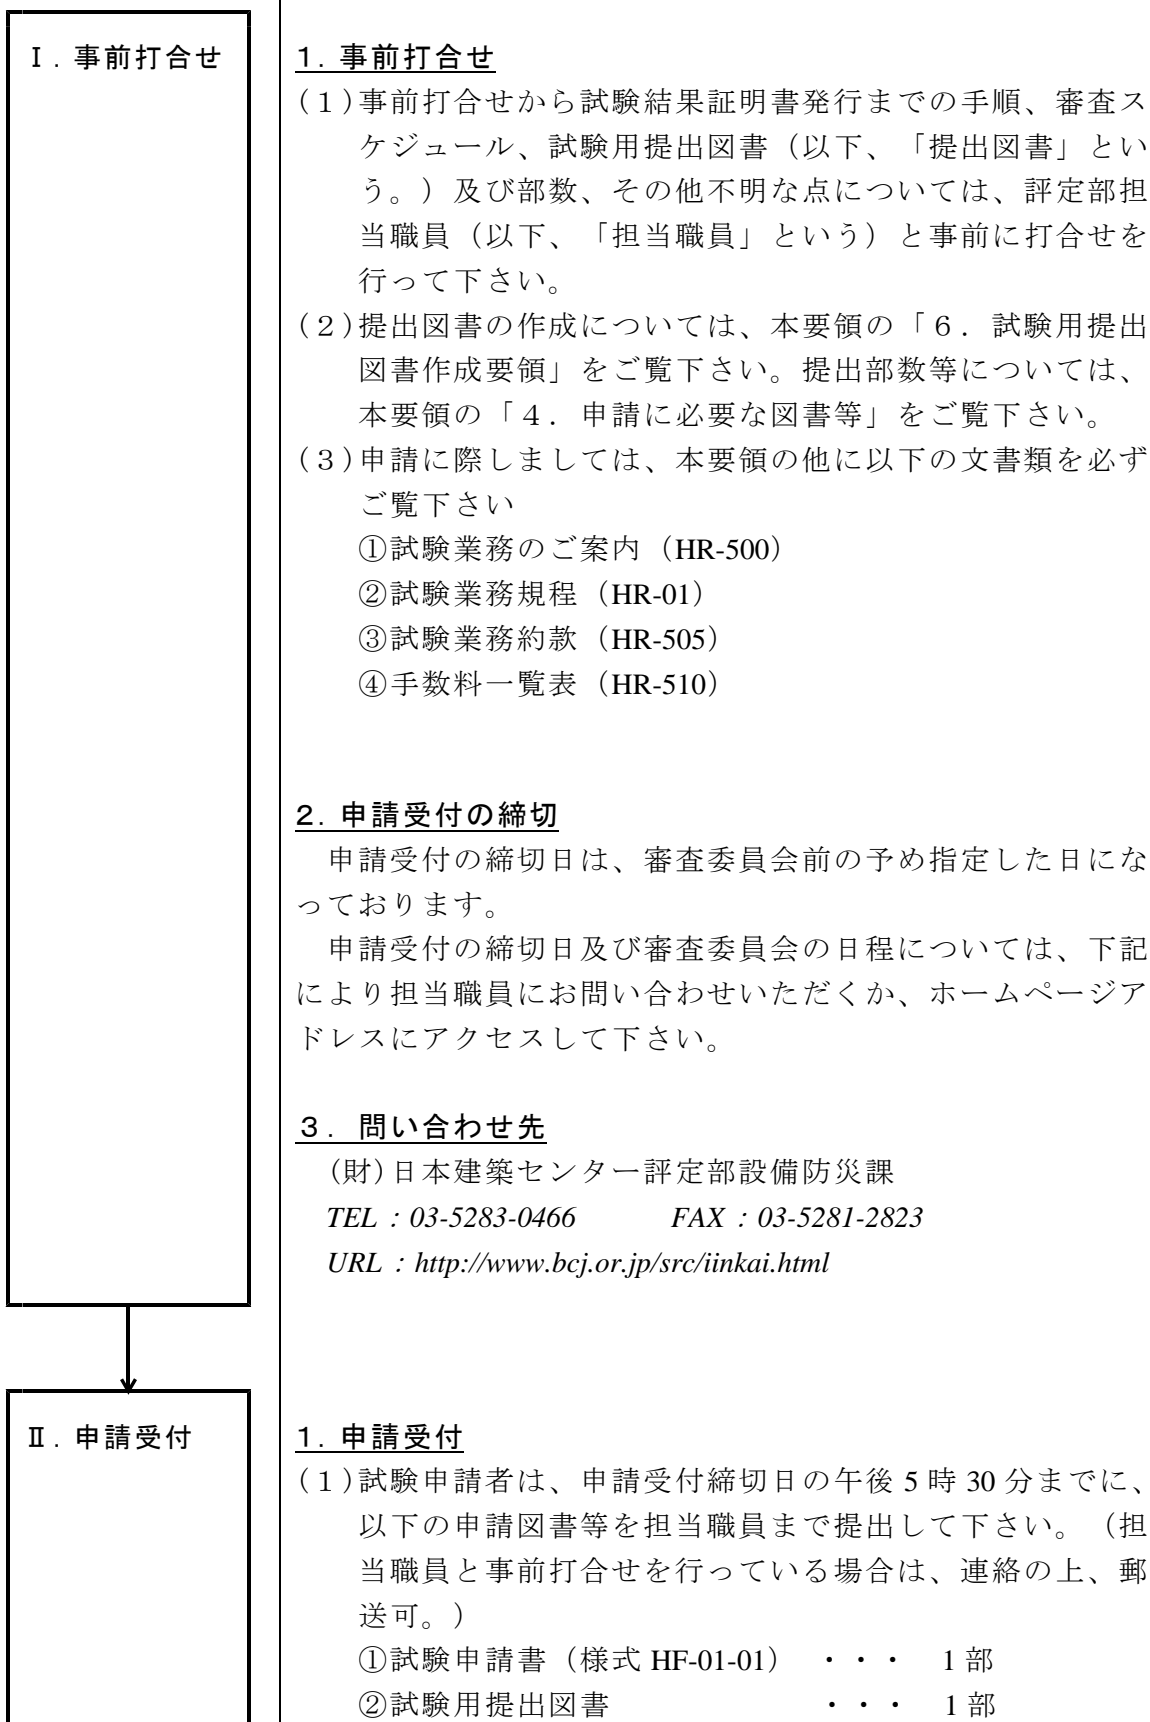 Ⅰ．事前打合せ
1．事前打合せ
(１)事前打合せから試験結果証明書発行までの手順、審査ス
ケジュール、試験用提出図書（以下、「提出図書」とい
う。）及び部数、その他不明な点については、評定部担
当職員（以下、「担当職員」という）と事前に打合せを
行って下さい。
(２)提出図書の作成については、本要領の「６．試験用提出
図書作成要領」をご覧下さい。提出部数等については、
本要領の「４．申請に必要な図書等」をご覧下さい。
(３)申請に際しましては、本要領の他に以下の文書類を必ず
ご覧下さい
①試験業務のご案内（HR-500）
②試験業務規程（HR-01）
③試験業務約款（HR-505）
④手数料一覧表（HR-510）
2．申請受付の締切
申請受付の締切日は、審査委員会前の予め指定した日にな
っております。
申請受付の締切日及び審査委員会の日程については、下記
により担当職員にお問い合わせいただくか、ホームページア
ドレスにアクセスして下さい。
３．問い合わせ先
(財)日本建築センター評定部設備防災課
TEL：03-5283-0466　FAX：03-5281-2823
URL：http://www.bcj.or.jp/src/iinkai.html
Ⅱ．申請受付
1．申請受付
(１)試験申請者は、申請受付締切日の午後 5 時 30 分までに、
以下の申請図書等を担当職員まで提出して下さい。（担
当職員と事前打合せを行っている場合は、連絡の上、郵
送可。）
①試験申請書（様式 HF-01-01）　・・・　1 部
②試験用提出図書　・・・　1 部